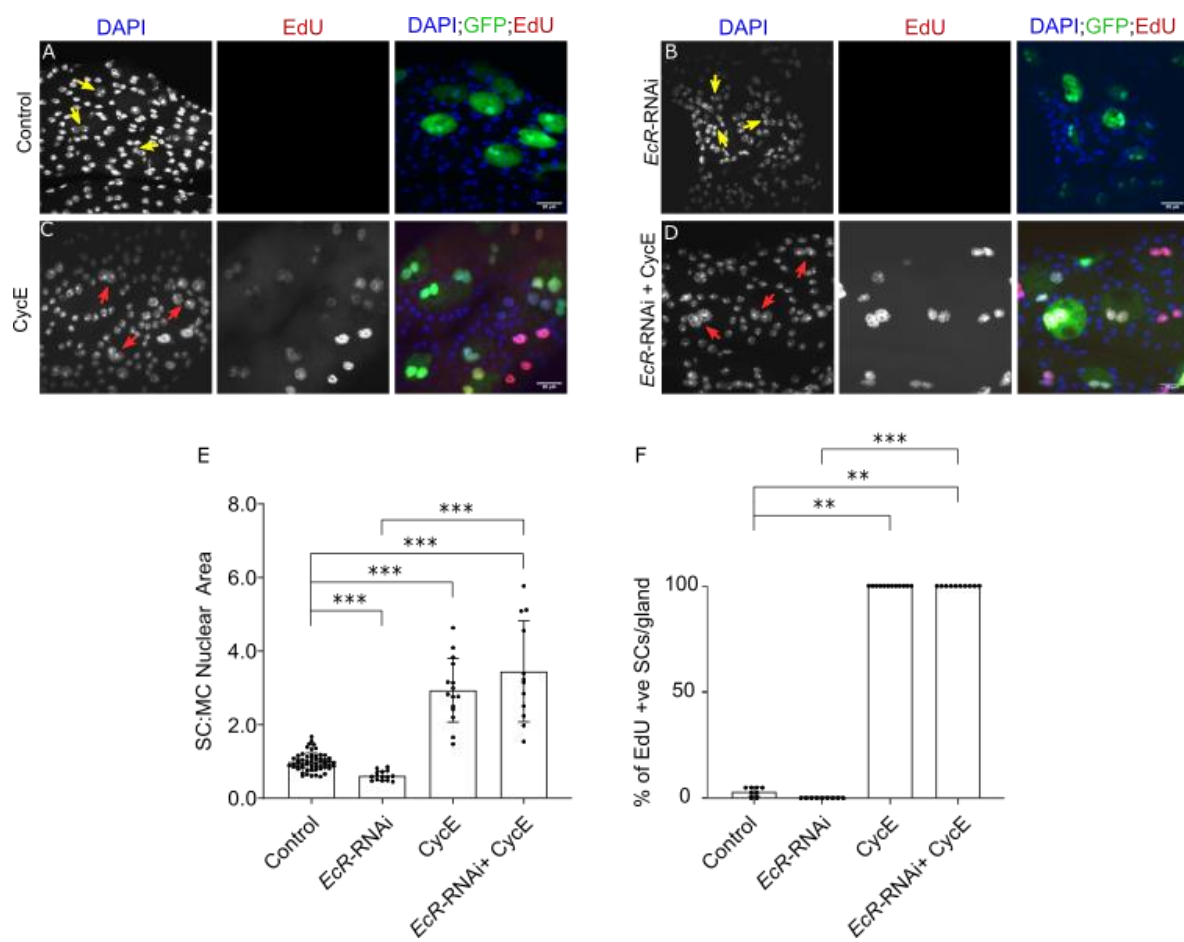 DAPI EdU DAPI;GFP;EdU DAPI EdU DAPI;GFP;EdU
Control A B EcR-RNAi
CycE C D EcR-RNAi + CycE
E
SC:MC Nuclear Area
8.0
6.0
4.0
2.0
0.0
***
***
***
***
Control EcR-RNAi CycE EcR-RNAi+ CycE
F
% of EdU +ve SCs/gland
100
50
0
***
**
**
Control EcR-RNAi CycE EcR-RNAi+ CycE